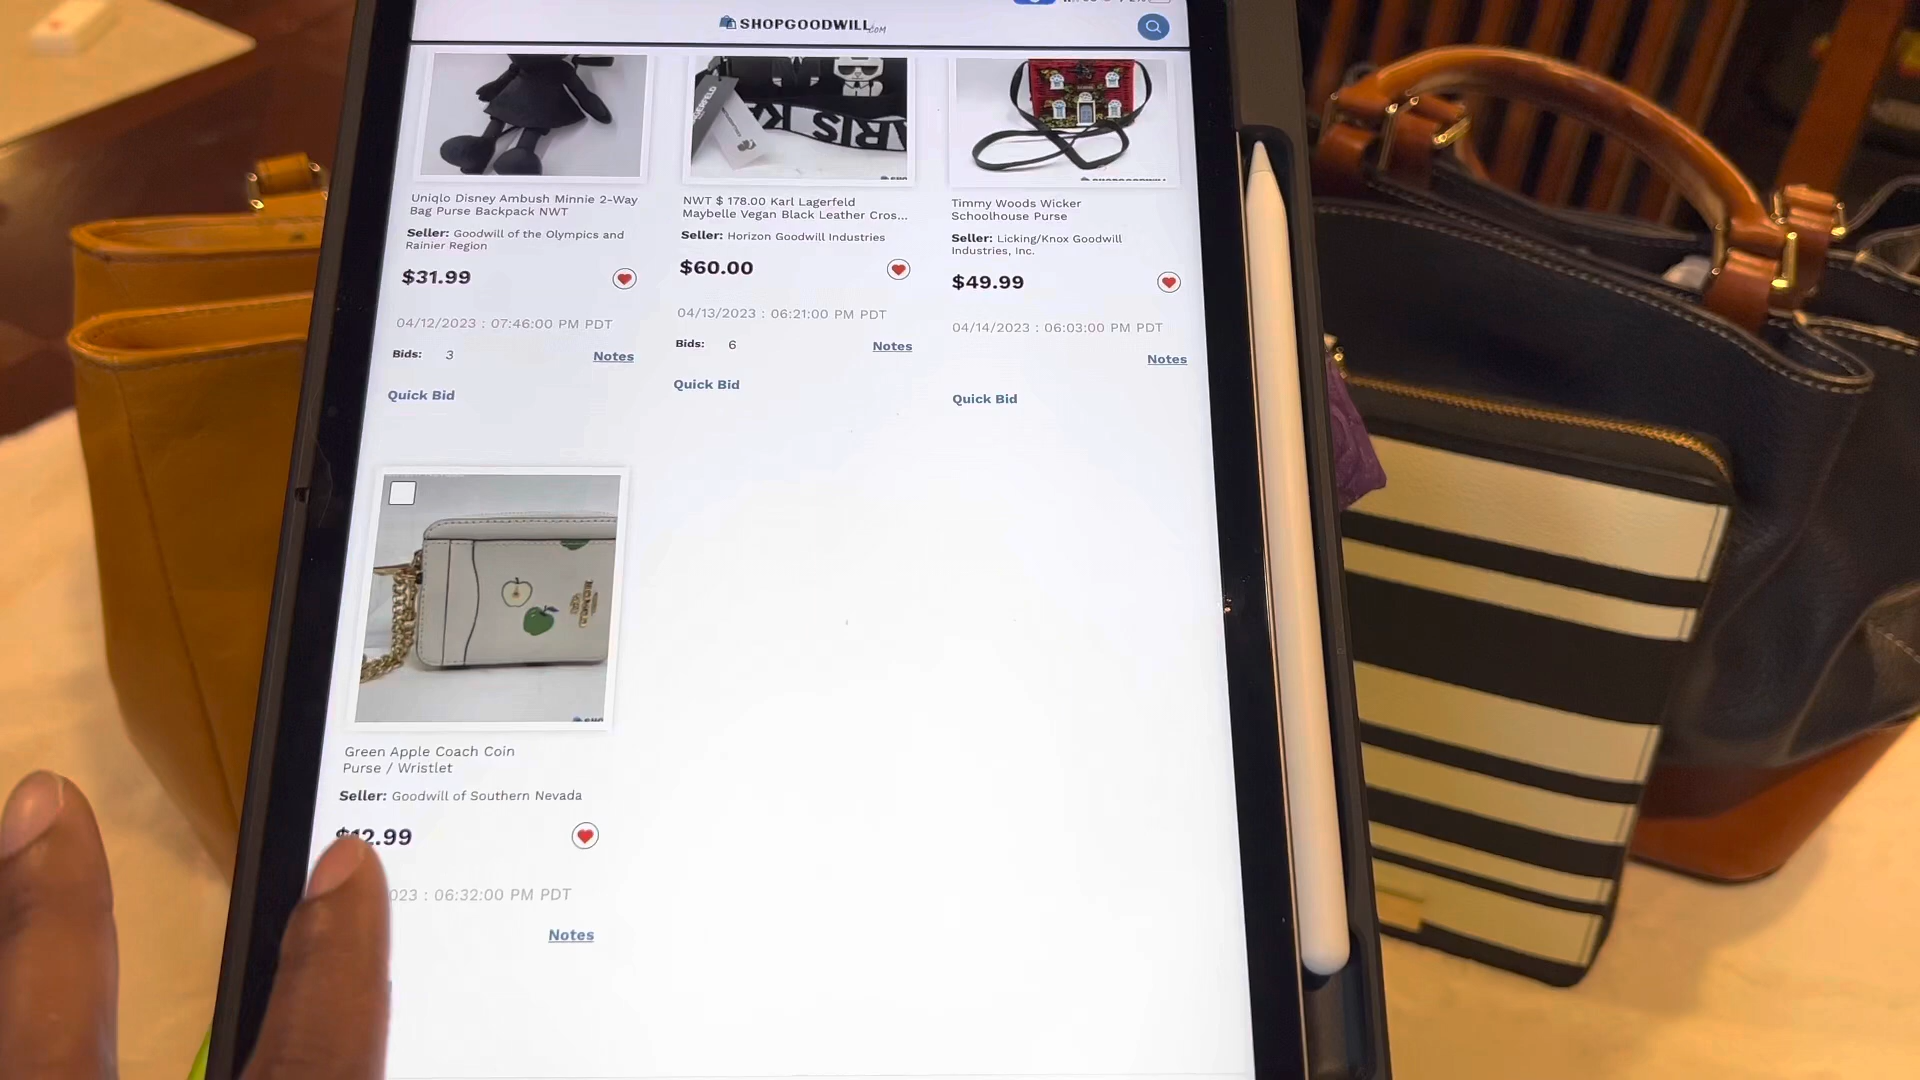 SHOPGOODWILL.com
KARL LAGERFELD
Uniqlo Disney Ambush Minnie 2-Way
Bag Purse Backpack NWT
Seller: Goodwill of the Olympics and
Rainier Region
$31.99
04/12/2023 : 07:46:00 PM PDT
Bids: 3
Notes
Quick Bid
NWT $ 178.00 Karl Lagerfeld
Maybelle Vegan Black Leather Cros...
Seller: Horizon Goodwill Industries
$60.00
04/13/2023 : 06:21:00 PM PDT
Bids: 6
Notes
Quick Bid
Timmy Woods Wicker
Schoolhouse Purse
Seller: Licking/Knox Goodwill
Industries, Inc.
$49.99
04/14/2023 : 06:03:00 PM PDT
Notes
Quick Bid
Green Apple Coach Coin
Purse / Wristlet
Seller: Goodwill of Southern Nevada
$12.99
023 : 06:32:00 PM PDT
Notes